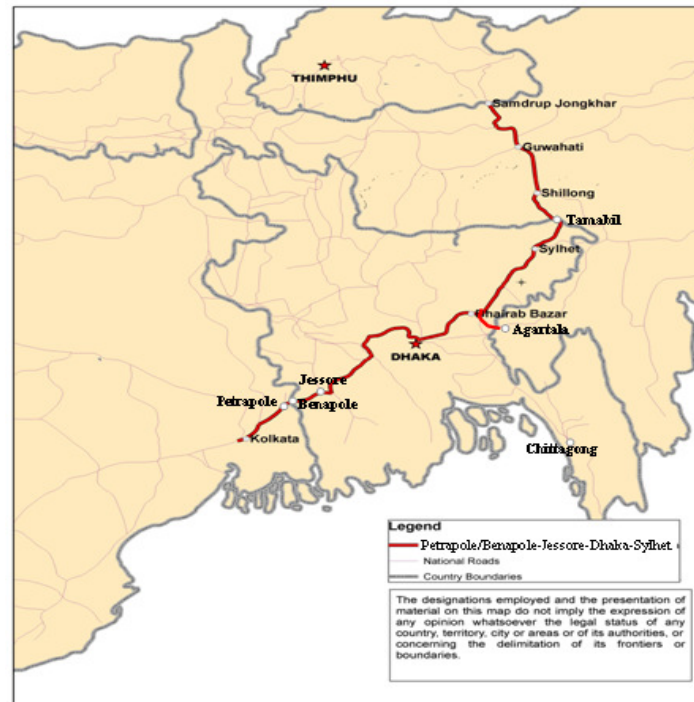 THIMPHU
Samdrup Jongkhar
Guwahati
Shillong
Tamabil
Sylhet
Bhairab Bazar
Agartala
DHAKA
Jessore
Petrapole
Benapole
Kolkata
Chittagong
Legend
Petrapole/Benapole-Jessore-Dhaka-Sylhet
National Roads
Country Boundaries
The designations employed and the presentation of
material on this map do not imply the expression of
any opinion whatsoever the legal status of any
country, territory, city or areas or of its authorities, or
concerning the delimitation of its frontiers or
boundaries.